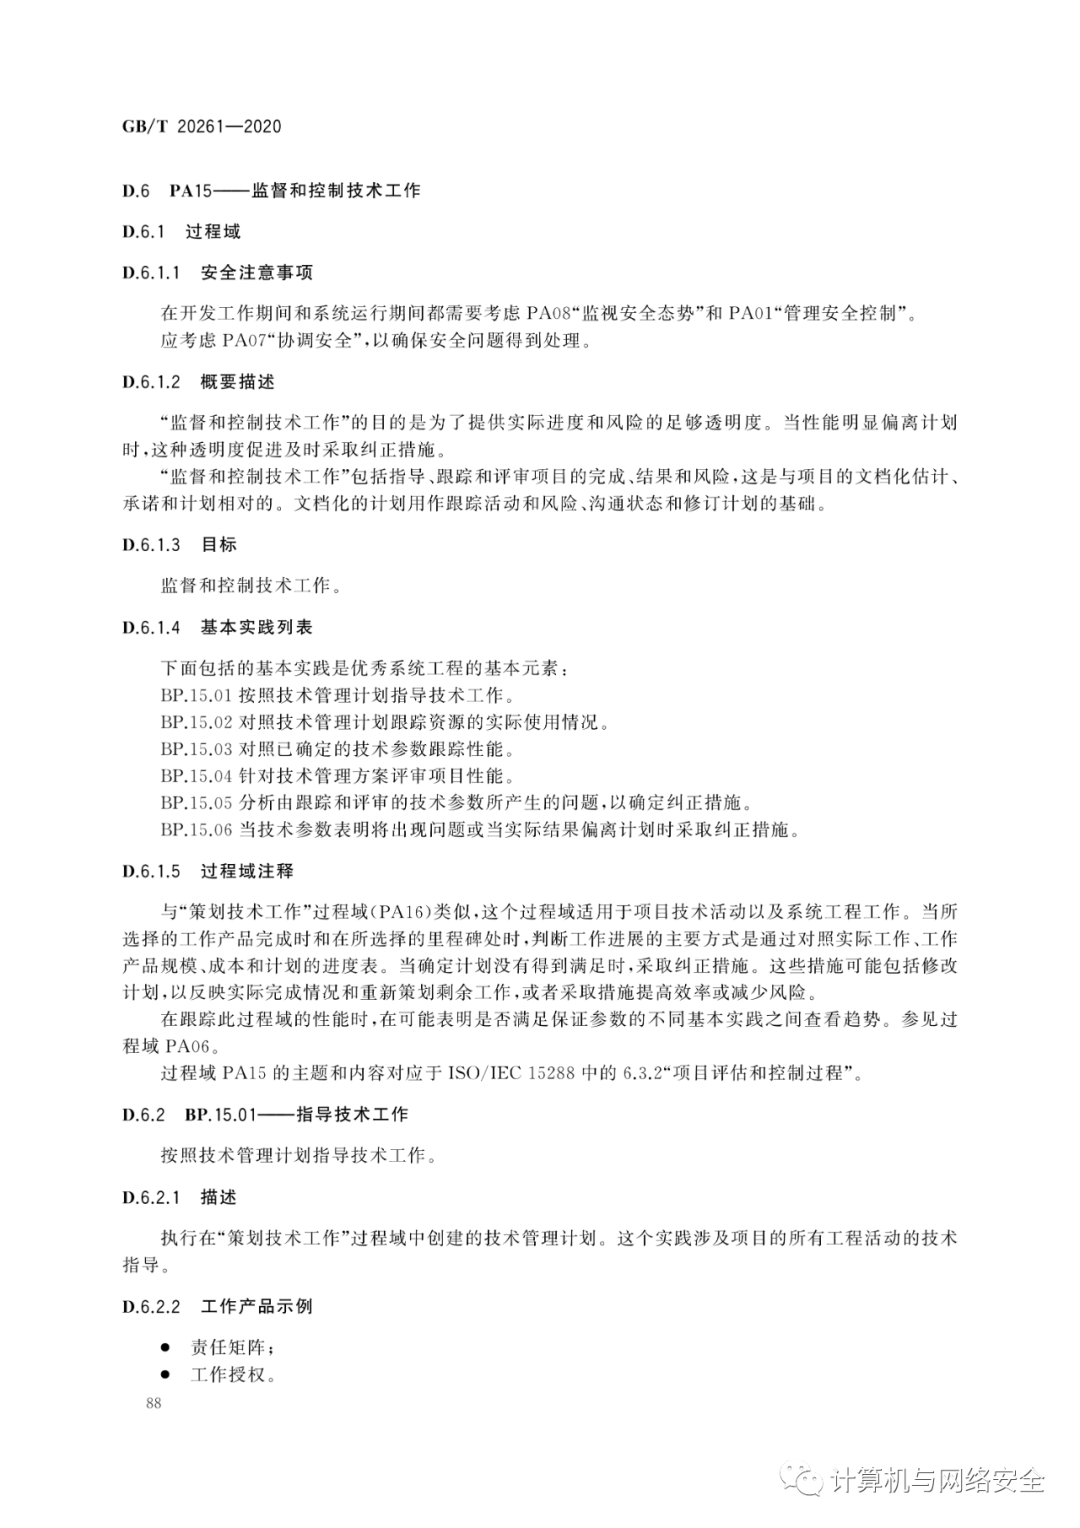 GB/T 20261—2020
D.6 PA15——监督和控制技术工作
D.6.1 过程域
D.6.1.1 安全注意事项
在开发工作期间和系统运行期间都需要考虑 PA08“监视安全态势”和 PA01“管理安全控制”。
应考虑 PA07“协调安全”,以确保安全问题得到处理。
D.6.1.2 概要描述
“监督和控制技术工作”的目的是为了提供实际进度和风险的足够透明度。当性能明显偏离计划
时,这种透明度促进及时采取纠正措施。
“监督和控制技术工作”包括指导、跟踪和评审项目的完成、结果和风险,这是与项目的文档化估计、
承诺和计划相对的。文档化的计划用作跟踪活动和风险、沟通状态和修订计划的基础。
D.6.1.3 目标
监督和控制技术工作。
D.6.1.4 基本实践列表
下面包括的基本实践是优秀系统工程的基本元素:
BP.15.01 按照技术管理计划指导技术工作。
BP.15.02 对照技术管理计划跟踪资源的实际使用情况。
BP.15.03 对照已确定的技术参数跟踪性能。
BP.15.04 针对技术管理方案评审项目性能。
BP.15.05 分析由跟踪和评审的技术参数所产生的问题,以确定纠正措施。
BP.15.06 当技术参数表明将出现问题或当实际结果偏离计划时采取纠正措施。
D.6.1.5 过程域注释
与“策划技术工作”过程域(PA16)类似,这个过程域适用于项目技术活动以及系统工程工作。当所
选择的工作产品完成时和在所选择的里程碑处时,判断工作进展的主要方式是通过对照实际工作、工作
产品规模、成本和计划的进度表。当确定计划没有得到满足时,采取纠正措施。这些措施可能包括修改
计划,以反映实际完成情况和重新策划剩余工作,或者采取措施提高效率或减少风险。
在跟踪此过程域的性能时,在可能表明是否满足保证参数的不同基本实践之间查看趋势。参见过
程域 PA06。
过程域 PA15 的主题和内容对应于 ISO/IEC 15288 中的 6.3.2“项目评估和控制过程”。
D.6.2 BP.15.01——指导技术工作
按照技术管理计划指导技术工作。
D.6.2.1 描述
执行在“策划技术工作”过程域中创建的技术管理计划。这个实践涉及项目的所有工程活动的技术
指导。
D.6.2.2 工作产品示例
● 责任矩阵;
● 工作授权。
88
计算机与网络安全